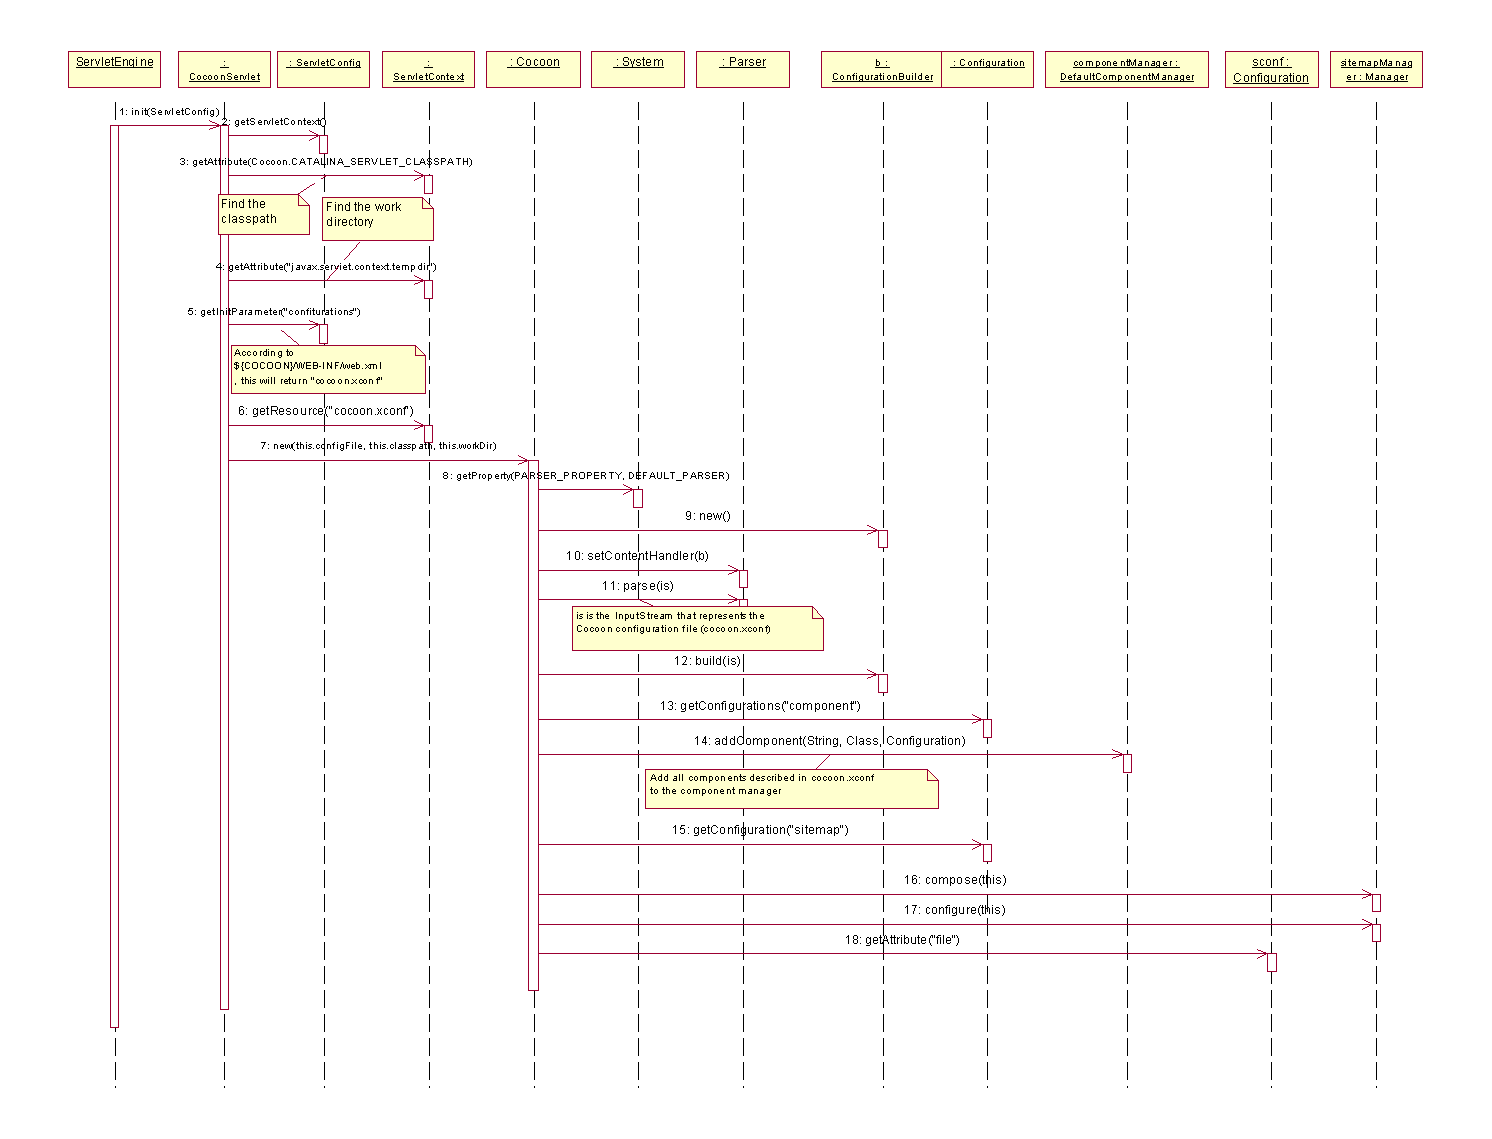 ServletEngine
:
CocoonServlet
: ServletConfig
:
ServletContext
: Cocoon
: System
: Parser
b :
ConfigurationBuilder
: Configuration
componentManager :
DefaultComponentManager
sconf :
Configuration
sitemapManag
er : Manager
1: init(ServletConfig)
2: getServletContext()
3: getAttribute(Cocoon.CATALINA_SERVLET_CLASSPATH)
Find the
classpath
Find the work
directory
4: getAttribute("javax.servlet.context.tempdir")
5: getInitParameter("confiturations")
According to
${COCOON}/WEB-INF/web.xml
, this will return "cocoon.xconf"
6: getResource("cocoon.xconf")
7: new(this.configFile, this.classpath, this.workDir)
8: getProperty(PARSER_PROPERTY, DEFAULT_PARSER)
9: new()
10: setContentHandler(b)
11: parse(is)
is is the InputStream that represents the
Cocoon configuration file (cocoon.xconf)
12: build(is)
13: getConfigurations("component")
14: addComponent(String, Class, Configuration)
Add all components described in cocoon.xconf
to the component manager
15: getConfiguration("sitemap")
16: compose(this)
17: configure(this)
18: getAttribute("file")